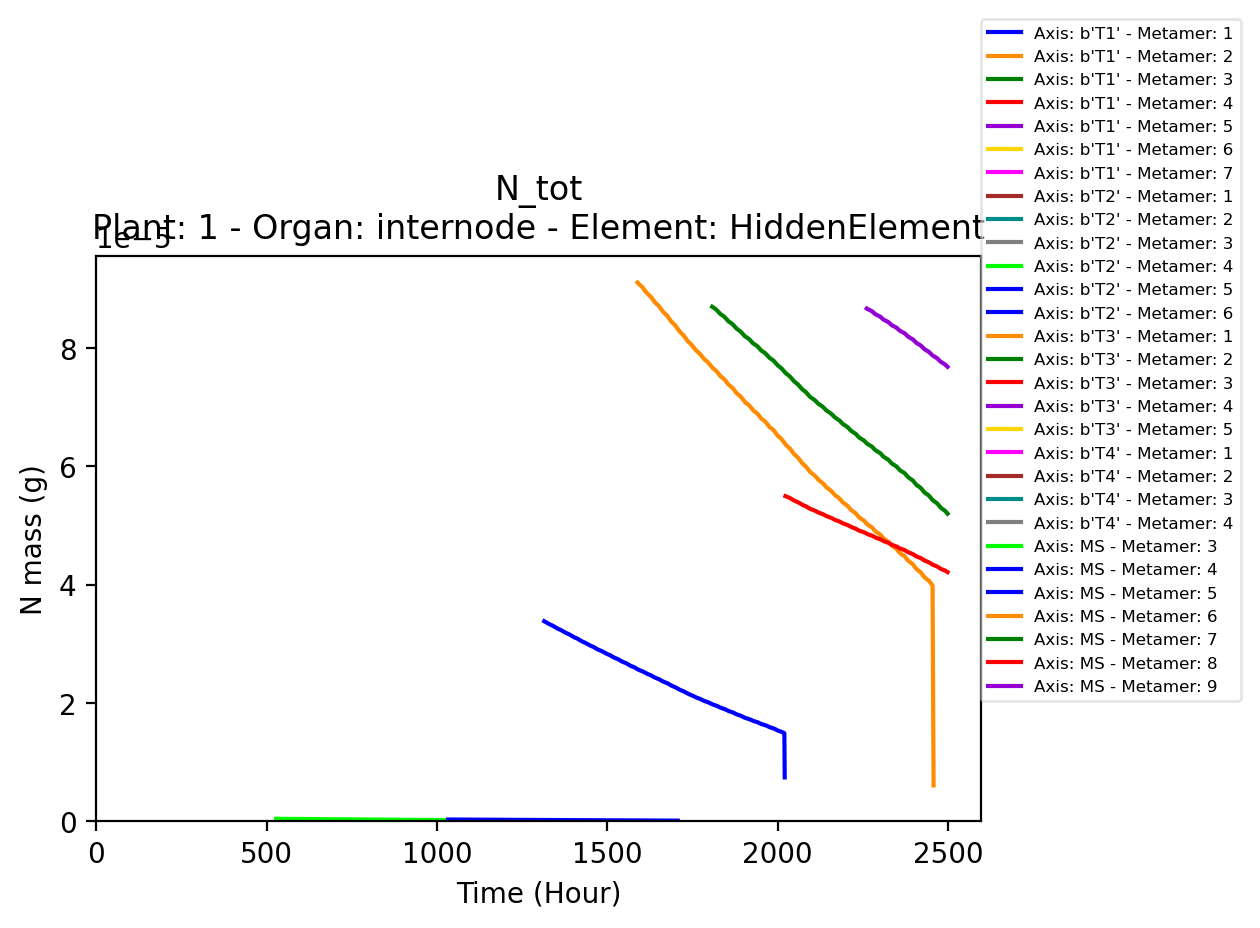 N_tot
Plant: 1 - Organ: internode - Element: HiddenElement
1e−5
8
6
4
2
0
N mass (g)
0 500 1000 1500 2000 2500
Time (Hour)
Axis: b'T1' - Metamer: 1
Axis: b'T1' - Metamer: 2
Axis: b'T1' - Metamer: 3
Axis: b'T1' - Metamer: 4
Axis: b'T1' - Metamer: 5
Axis: b'T1' - Metamer: 6
Axis: b'T1' - Metamer: 7
Axis: b'T2' - Metamer: 1
Axis: b'T2' - Metamer: 2
Axis: b'T2' - Metamer: 3
Axis: b'T2' - Metamer: 4
Axis: b'T2' - Metamer: 5
Axis: b'T2' - Metamer: 6
Axis: b'T3' - Metamer: 1
Axis: b'T3' - Metamer: 2
Axis: b'T3' - Metamer: 3
Axis: b'T3' - Metamer: 4
Axis: b'T3' - Metamer: 5
Axis: b'T4' - Metamer: 1
Axis: b'T4' - Metamer: 2
Axis: b'T4' - Metamer: 3
Axis: b'T4' - Metamer: 4
Axis: MS - Metamer: 3
Axis: MS - Metamer: 4
Axis: MS - Metamer: 5
Axis: MS - Metamer: 6
Axis: MS - Metamer: 7
Axis: MS - Metamer: 8
Axis: MS - Metamer: 9